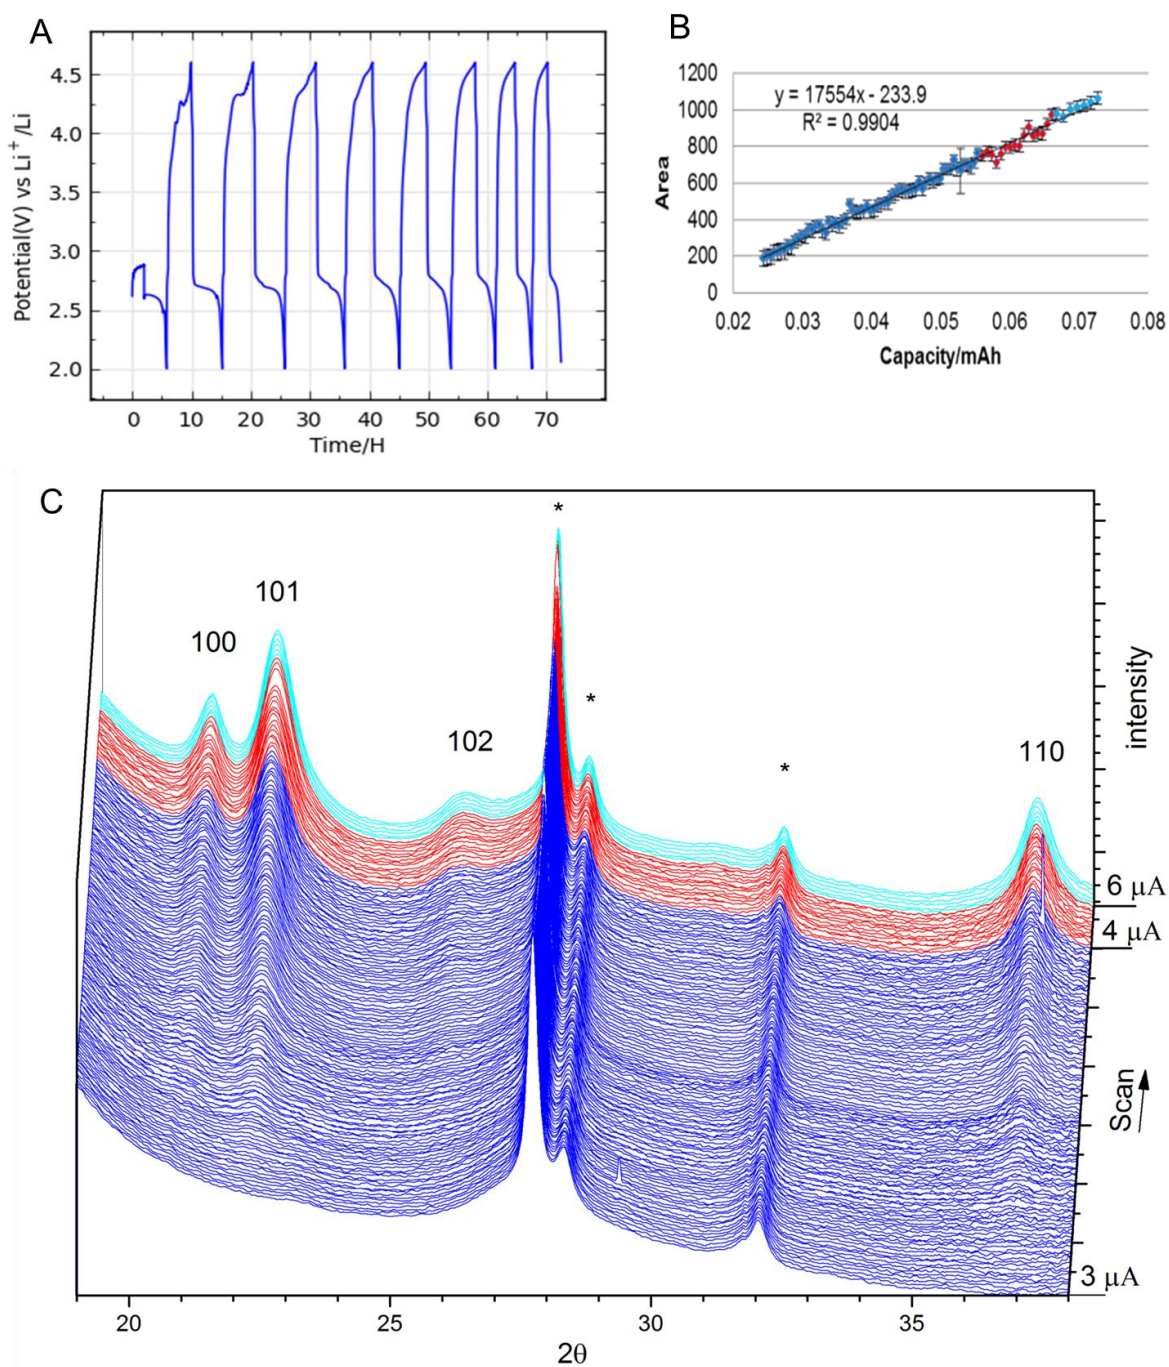 A
4.5
4.0
3.5
3.0
2.5
2.0
Potential(V) vs Li+/Li
0 10 20 30 40 50 60 70
Time/H
B
1200
1000
800
600
400
200
0
Area
y = 17554x - 233.9
R² = 0.9904
0.02 0.03 0.04 0.05 0.06 0.07 0.08
Capacity/mAh
C
*
101
100
*
102
*
110
intensity
6 μA
4 μA
Scan
3 μA
20 25 30 35
2θ